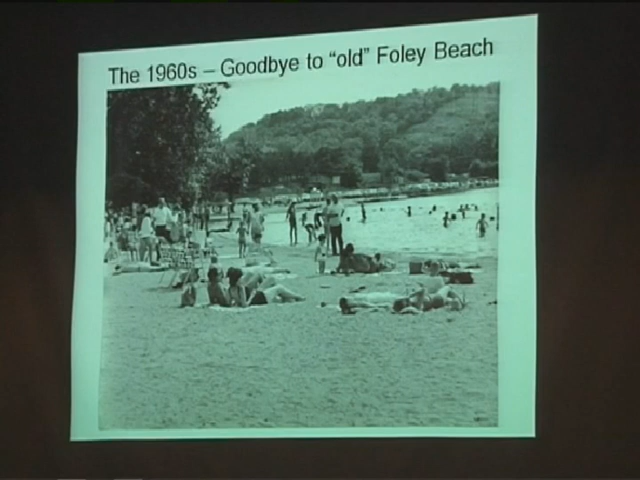 The 1960s – Goodbye to “old” Foley Beach